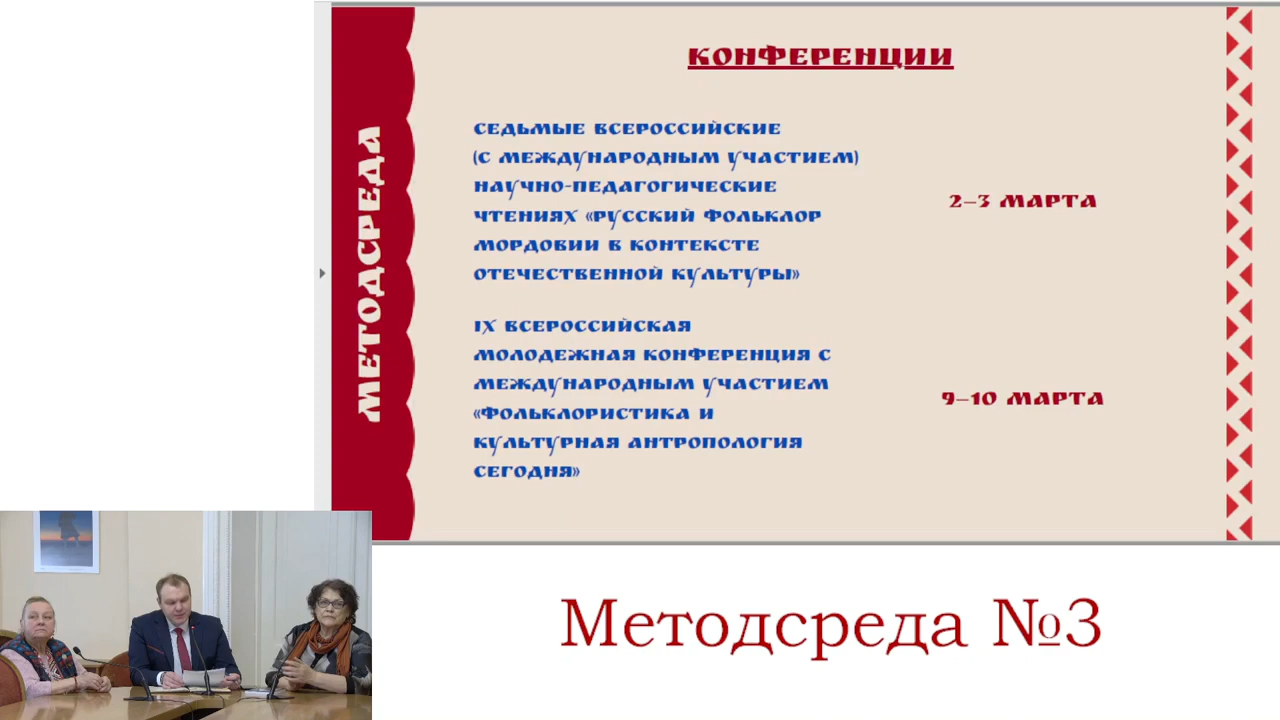 МЕТОДСРЕДА
КОНФЕРЕНЦИИ
СЕДЬМЫЕ ВСЕРОССИЙСКИЕ
(С МЕЖДУНАРОДНЫМ УЧАСТИЕМ)
НАУЧНО-ПЕДАГОГИЧЕСКИЕ
ЧТЕНИЯХ «РУССКИЙ ФОЛЬКЛОР
МОРДОВИИ В КОНТЕКСТЕ
ОТЕЧЕСТВЕННОЙ КУЛЬТУРЫ»
2–3 МАРТА
IX ВСЕРОССИЙСКАЯ
МОЛОДЕЖНАЯ КОНФЕРЕНЦИЯ С
МЕЖДУНАРОДНЫМ УЧАСТИЕМ
«ФОЛЬКЛОРИСТИКА И
КУЛЬТУРНАЯ АНТРОПОЛОГИЯ
СЕГОДНЯ»
9–10 МАРТА
Методсреда №3